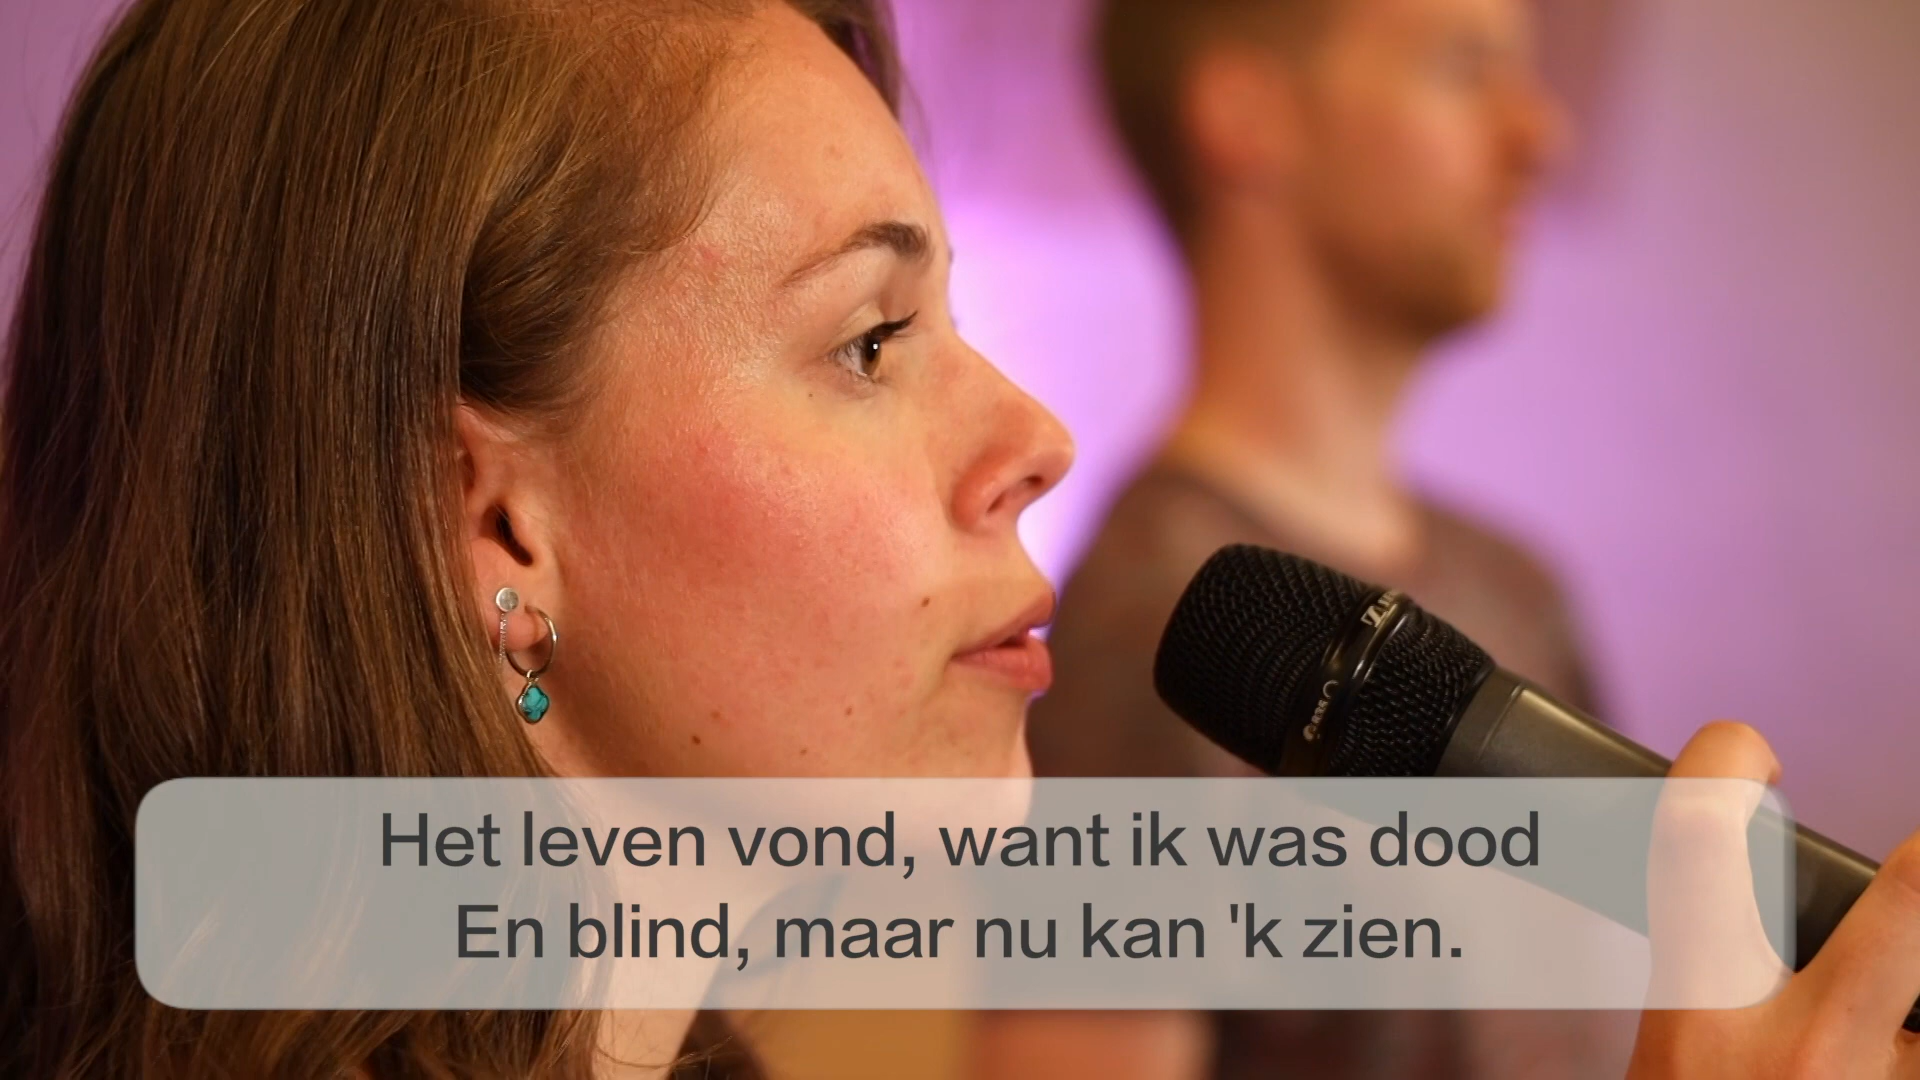 Het leven vond, want ik was dood
En blind, maar nu kan 'k zien.